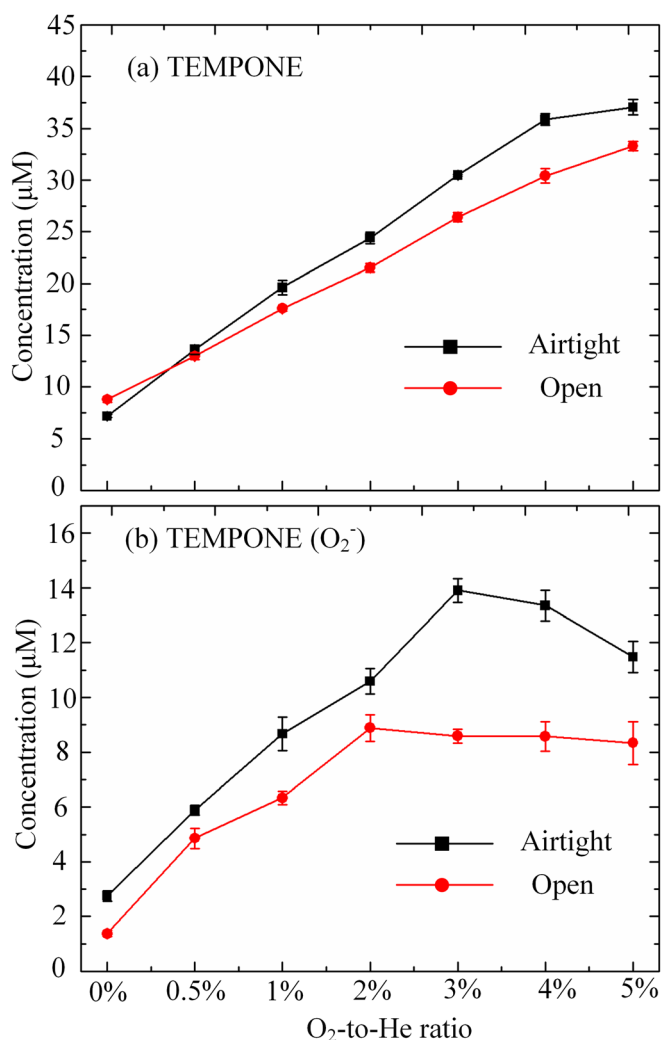 45
(a) TEMPONE
40
35
30
25
20
15
10
5
0
Concentration (μM)
Airtight
Open
16
(b) TEMPONE (O₂⁻)
14
12
10
8
6
4
2
0
Concentration (μM)
Airtight
Open
0% 0.5% 1% 2% 3% 4% 5%
O₂-to-He ratio